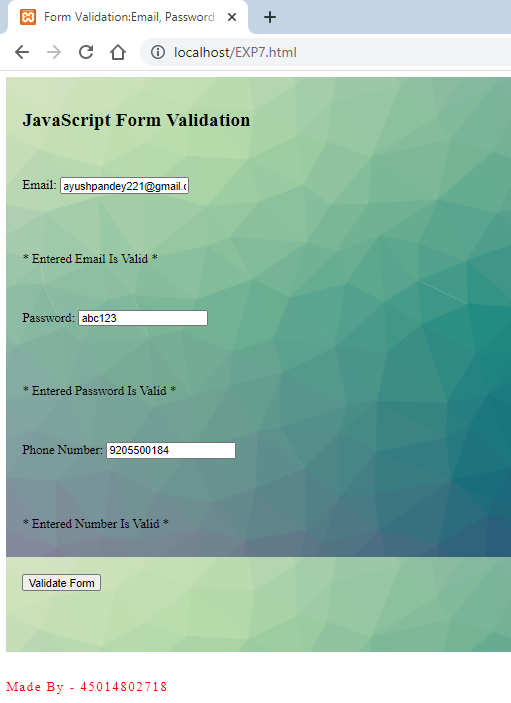 Form Validation:Email, Password
localhost/EXP7.html
JavaScript Form Validation
Email: ayushpandey221@gmail.c
* Entered Email Is Valid *
Password: abc123
* Entered Password Is Valid *
Phone Number: 9205500184
* Entered Number Is Valid *
Validate Form
Made By - 45014802718